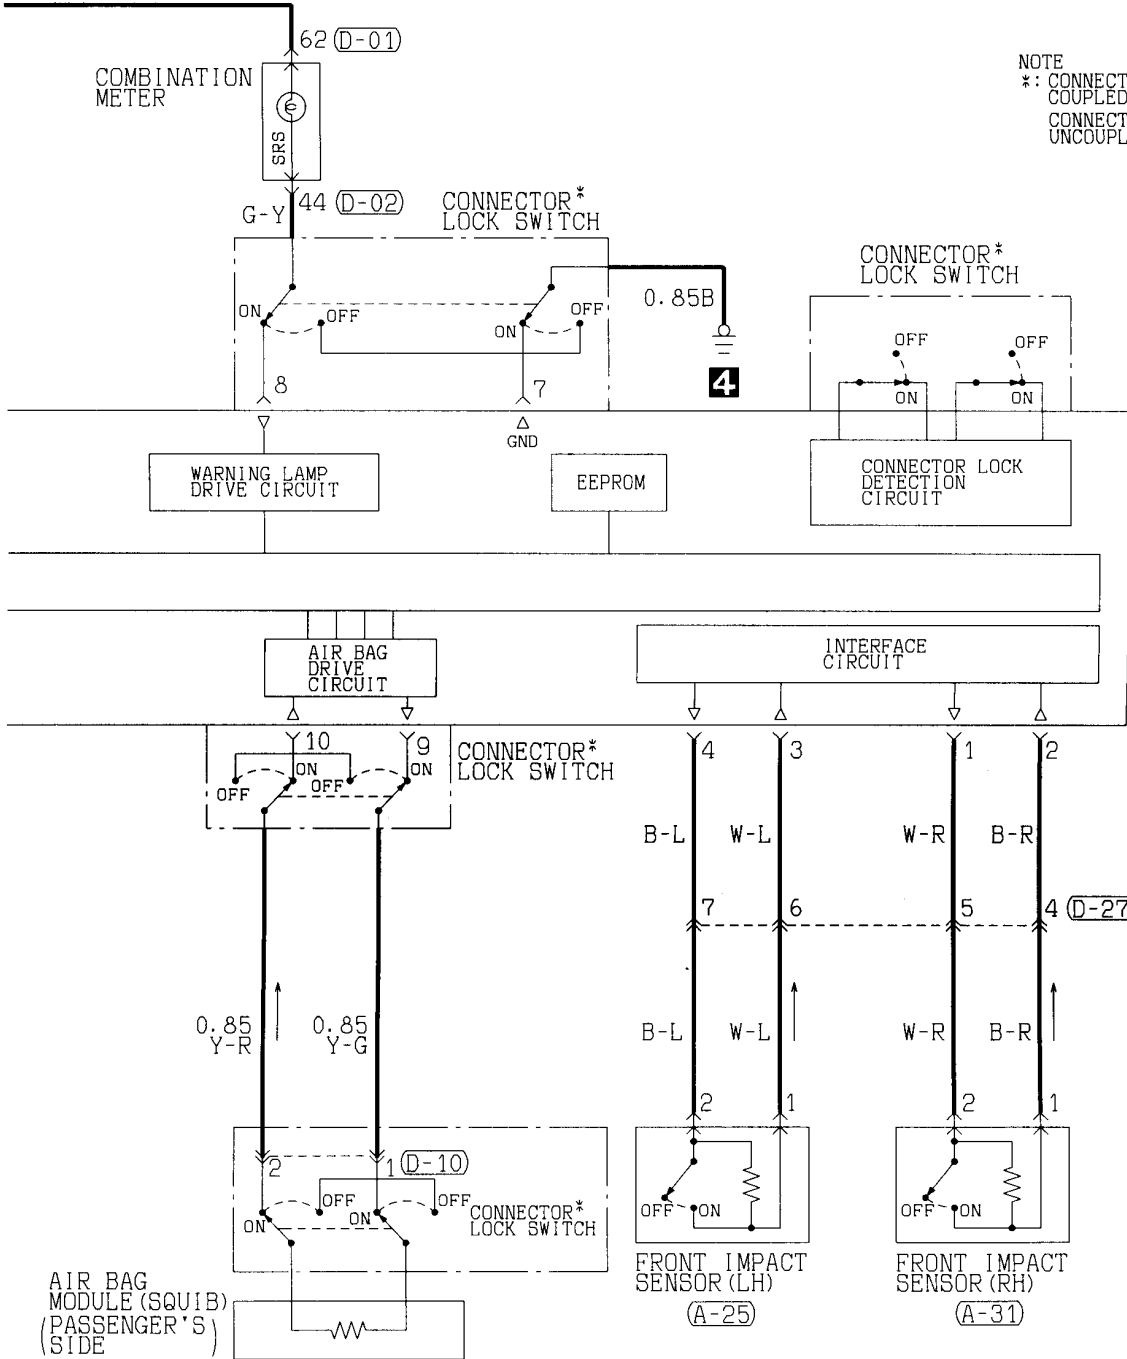 62 (D-01)
COMBINATION
METER
SRS
NOTE
*: CONNECT
COUPLED
CONNECT
UNCOUPL
44 (D-02)
G-Y
CONNECTOR*
LOCK SWITCH
ON
OFF
ON
OFF
0.85B
4
8
7
CONNECTOR*
LOCK SWITCH
OFF
OFF
ON
ON
GND
WARNING LAMP
DRIVE CIRCUIT
EEPROM
CONNECTOR LOCK
DETECTION
CIRCUIT
AIR BAG
DRIVE
CIRCUIT
INTERFACE
CIRCUIT
10
9
ON
ON
OFF
OFF
CONNECTOR*
LOCK SWITCH
4
3
1
2
B-L
W-L
W-R
B-R
7
6
5
4
(D-27
0.85
Y-R
0.85
Y-G
B-L
W-L
W-R
B-R
2
1
2
1
2
1
(D-10)
ON
OFF
ON
OFF
CONNECTOR*
LOCK SWITCH
OFF
ON
OFF
ON
FRONT IMPACT
SENSOR(LH)
(A-25)
FRONT IMPACT
SENSOR(RH)
(A-31)
AIR BAG
MODULE(SQUIB)
(PASSENGER'S
SIDE)